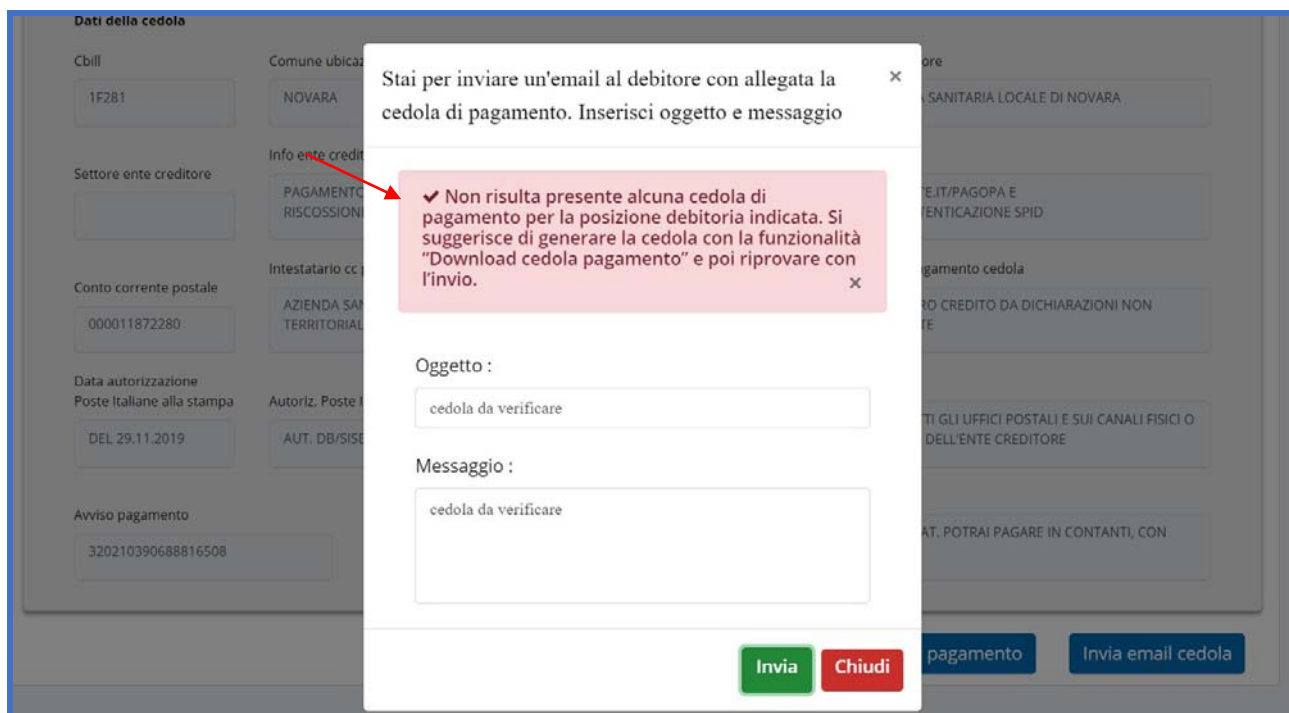 Dati della cedola
Cbill
Comune ubicaz
ore
1F281
NOVARA
SANITARIA LOCALE DI NOVARA
Stai per inviare un'email al debitore con allegata la ×
cedola di pagamento. Inserisci oggetto e messaggio
Info ente credit
Settore ente creditore
PAGAMENTO
RISCOSSION
E.IT/PAGOPA E
TENTICAZIONE SPID
✔ Non risulta presente alcuna cedola di
pagamento per la posizione debitoria indicata. Si
suggerisce di generare la cedola con la funzionalità
“Download cedola pagamento” e poi riprovare con
l’invio. ×
Intestatario cc p
gamento cedola
Conto corrente postale
000011872280
AZIENDA SAN
TERRITORIAL
RO CREDITO DA DICHIARAZIONI NON
TE
Oggetto :
cedola da verificare
Data autorizzazione
Poste Italiane alla stampa
Autoriz. Poste I
DEL 29.11.2019
AUT. DB/SISE
TI GLI UFFICI POSTALI E SUI CANALI FISICI O
DELL'ENTE CREDITORE
Messaggio :
cedola da verificare
Avviso pagamento
320210390688816508
AT. POTRAI PAGARE IN CONTANTI, CON
Invia
Chiudi
pagamento
Invia email cedola